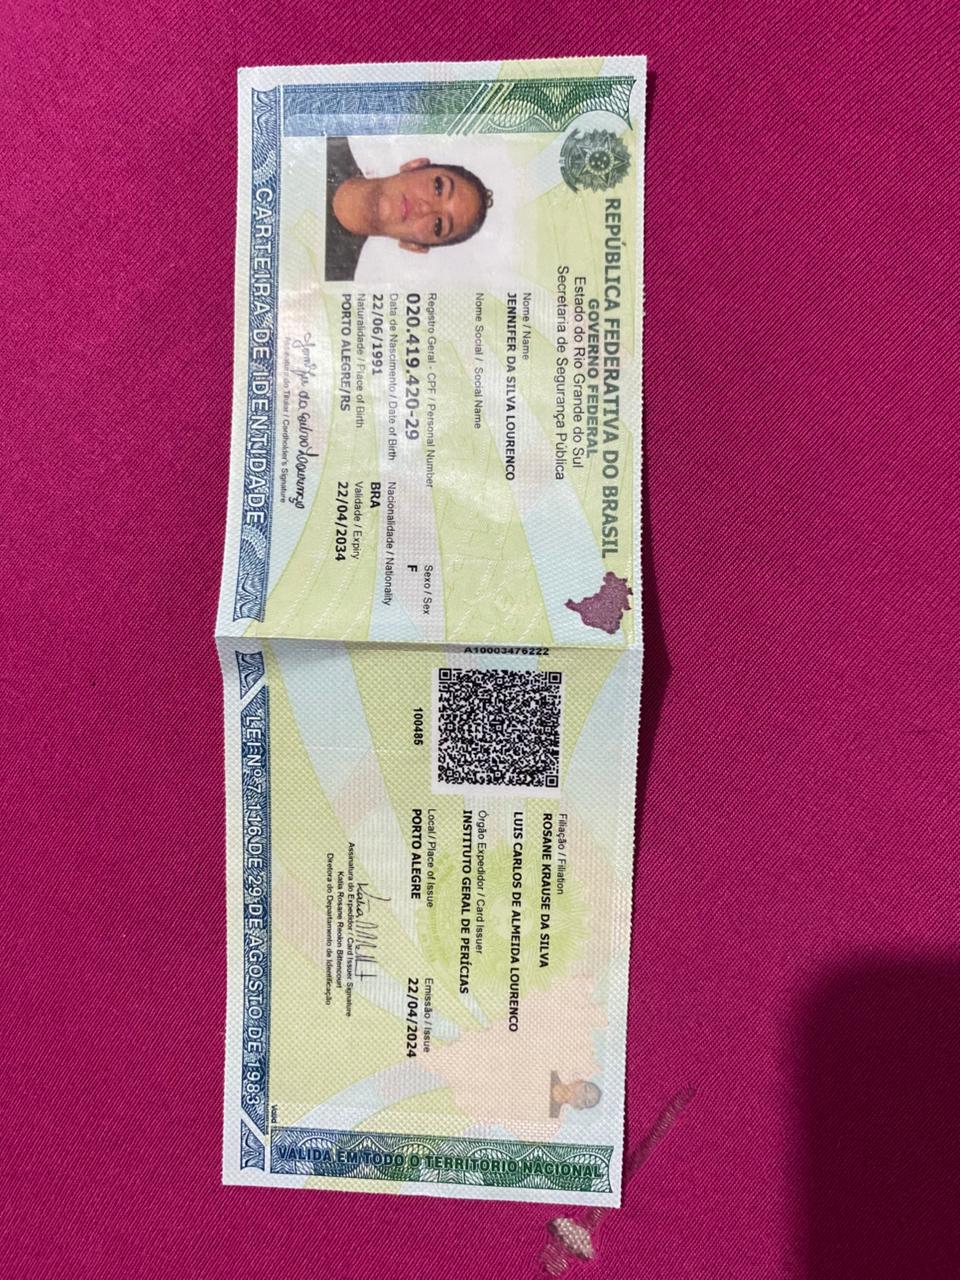 REPÚBLICA FEDERATIVA DO BRASIL
GOVERNO FEDERAL
Estado do Rio Grande do Sul
Secretaria de Segurança Pública
Nome / Name
JENNIFER DA SILVA LOURENCO
Nome Social / Social Name
Registro Geral - CPF / Personal Number
Sexo / Sex
020.419.420-29
F
Data de Nascimento / Date of Birth
Nacionalidade / Nationality
22/06/1991
BRA
Naturalidade / Place of Birth
Validade / Expiry
PORTO ALEGRE/RS
22/04/2034
Jennifer da Silva Lourenço
Assinatura do Titular / Cardholder's Signature
CARTEIRA DE IDENTIDADE
A10003476222
100485
Filiação / Filiation
ROSANE KRAUSE DA SILVA
LUIS CARLOS DE ALMEIDA LOURENCO
Órgão Expedidor / Card Issuer
INSTITUTO GERAL DE PERÍCIAS
Local / Place of Issue
Emissão / Issue
PORTO ALEGRE
22/04/2024
Assinatura do Expedidor / Card Issuer Signature
Katia Rosane Reolon Bittencourt
Diretora do Departamento de Identificação
Valid
LEI Nº 7.116 DE 29 DE AGOSTO DE 1983
VÁLIDA EM TODO O TERRITÓRIO NACIONAL